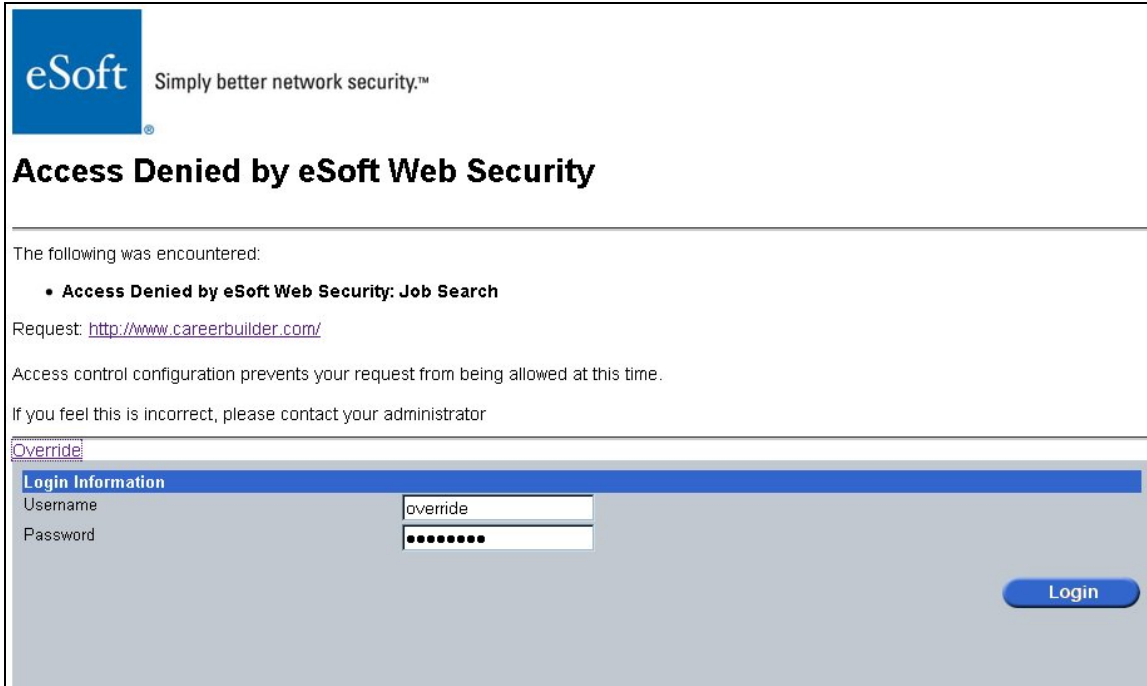 eSoft
Simply better network security.™
®
Access Denied by eSoft Web Security
The following was encountered:
• Access Denied by eSoft Web Security: Job Search
Request: http://www.careerbuilder.com/
Access control configuration prevents your request from being allowed at this time.
If you feel this is incorrect, please contact your administrator
Override
Login Information
Username override
Password ●●●●●●●●
Login